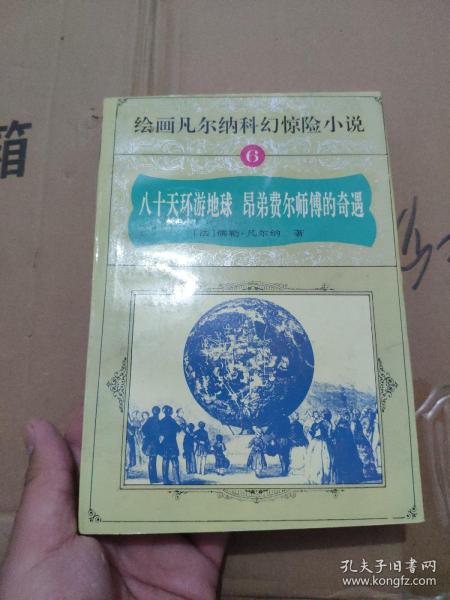 绘画凡尔纳科幻惊险小说
6
八十天环游地球 昂弟费尔师傅的奇遇
[法]儒勒·凡尔纳 著
箱
孔夫子旧书网
www.kongfz.com